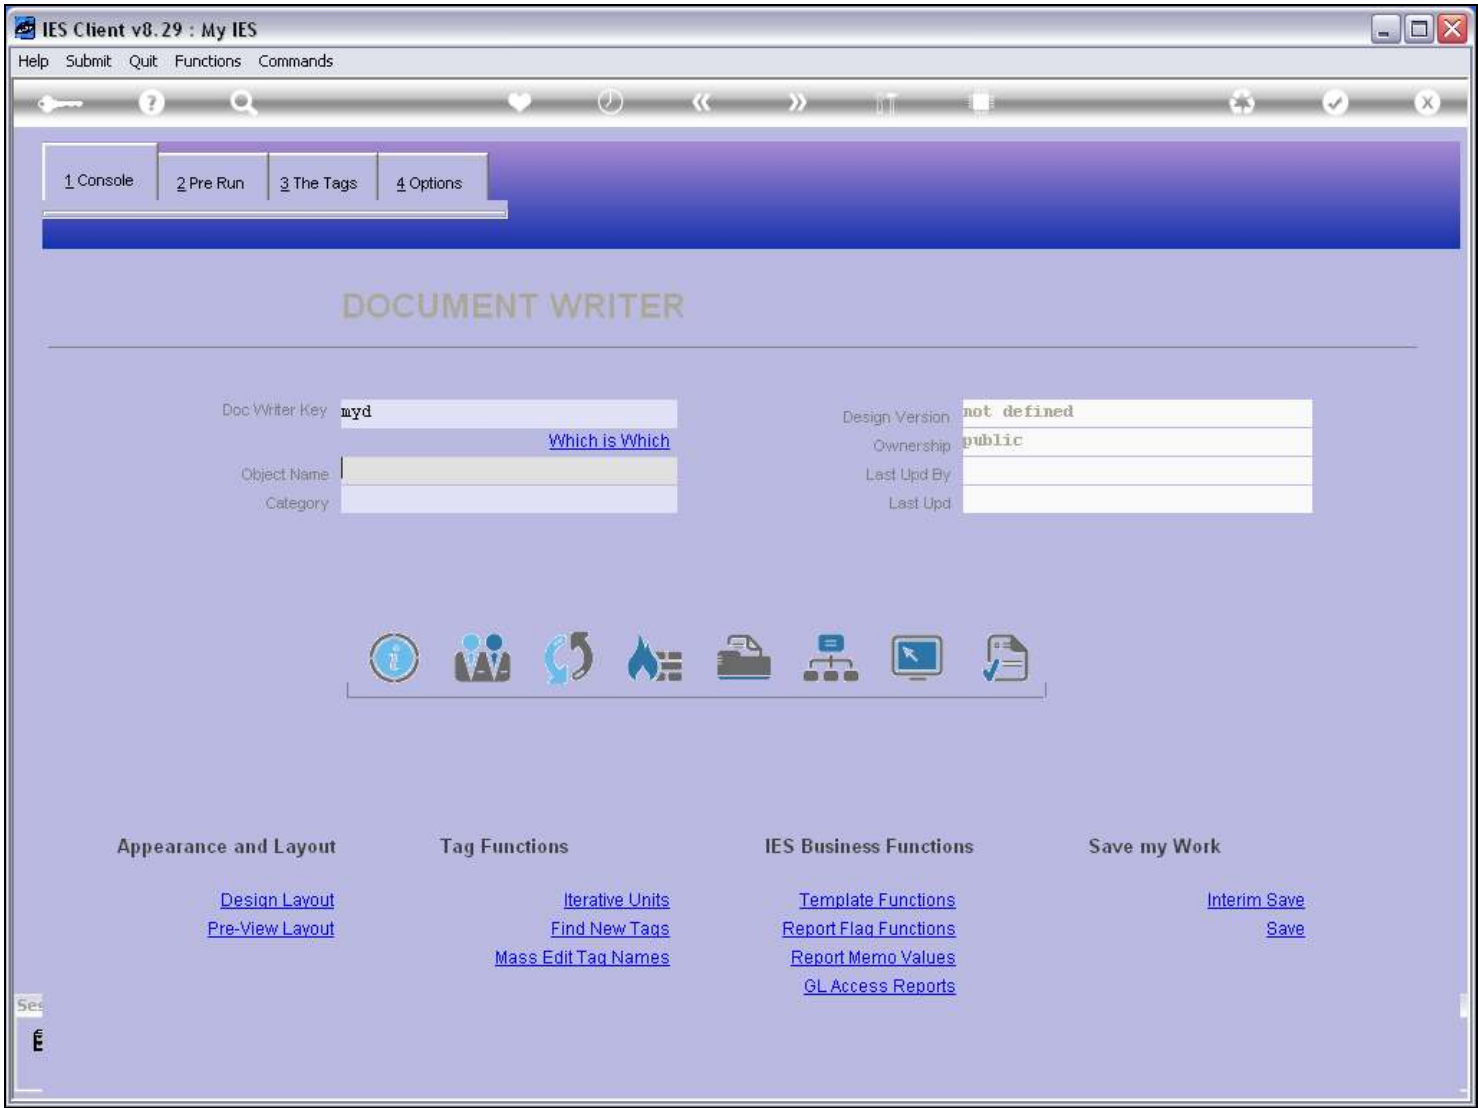 IES Client v8.29 : My IES
Help Submit Quit Functions Commands
1 Console 2 Pre Run 3 The Tags 4 Options
DOCUMENT WRITER
Doc Writer Key myd
Which is Which
Object Name
Category
Design Version not defined
Ownership public
Last Upd By
Last Upd
Appearance and Layout
Design Layout
Pre-View Layout
Tag Functions
Iterative Units
Find New Tags
Mass Edit Tag Names
IES Business Functions
Template Functions
Report Flag Functions
Report Memo Values
GL Access Reports
Save my Work
Interim Save
Save